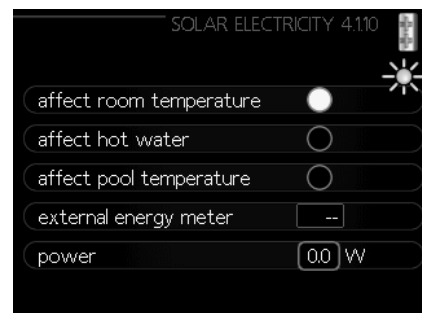 SOLAR ELECTRICITY 4.1.10
affect room temperature
affect hot water
affect pool temperature
external energy meter --
power 0.0 W